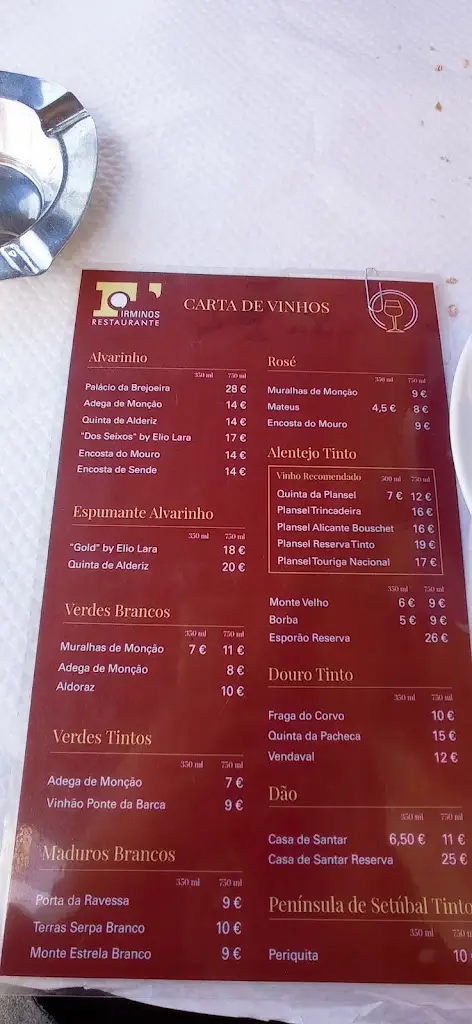 FIRMINOS
RESTAURANTE
CARTA DE VINHOS
Alvarinho
350 ml 750 ml
Palácio da Brejoeira 28 €
Adega de Monção 14 €
Quinta de Alderiz 14 €
"Dos Seixos" by Elio Lara 17 €
Encosta do Mouro 14 €
Encosta de Sende 14 €
Espumante Alvarinho
350 ml 750 ml
"Gold" by Elio Lara 18 €
Quinta de Alderiz 20 €
Verdes Brancos
350 ml 750 ml
Muralhas de Monção 7 € 11 €
Adega de Monção 8 €
Aldoraz 10 €
Verdes Tintos
350 ml 750 ml
Adega de Monção 7 €
Vinhão Ponte da Barca 9 €
Maduros Brancos
350 ml 750 ml
Porta da Ravessa 9 €
Terras Serpa Branco 10 €
Monte Estrela Branco 9 €
Rosé
350 ml 750 ml
Muralhas de Monção 9 €
Mateus 4,5 € 8 €
Encosta do Mouro 9 €
Alentejo Tinto
Vinho Recomendado 500 ml 750 ml
Quinta da Plansel 7 € 12 €
Plansel Trincadeira 16 €
Plansel Alicante Bouschet 16 €
Plansel Reserva Tinto 19 €
Plansel Touriga Nacional 17 €
350 ml 750 ml
Monte Velho 6 € 9 €
Borba 5 € 9 €
Esporão Reserva 26 €
Douro Tinto
350 ml 750 ml
Fraga do Corvo 10 €
Quinta da Pacheca 15 €
Vendaval 12 €
Dão
350 ml 750 ml
Casa de Santar 6,50 € 11 €
Casa de Santar Reserva 25 €
Península de Setúbal Tinto
350 ml 750
Periquita 10